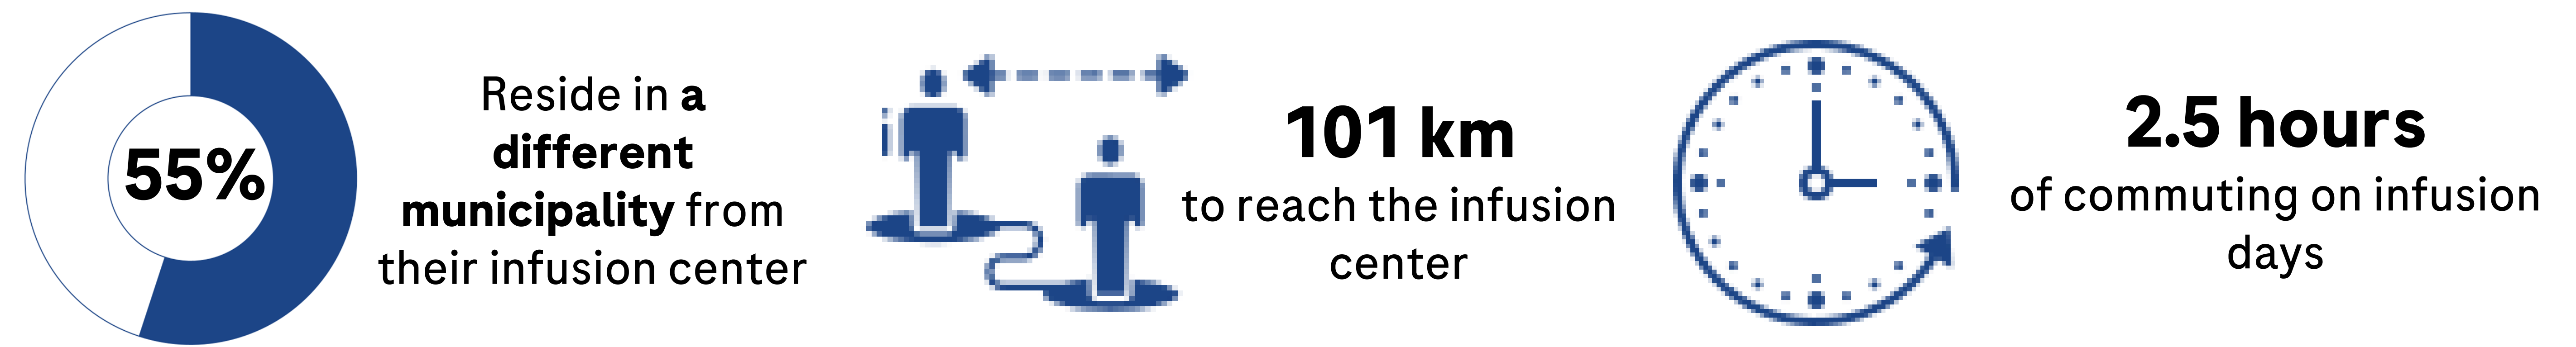 55%
Reside in a
different
municipality from
their infusion center
101 km
to reach the infusion
center
2.5 hours
of commuting on infusion
days